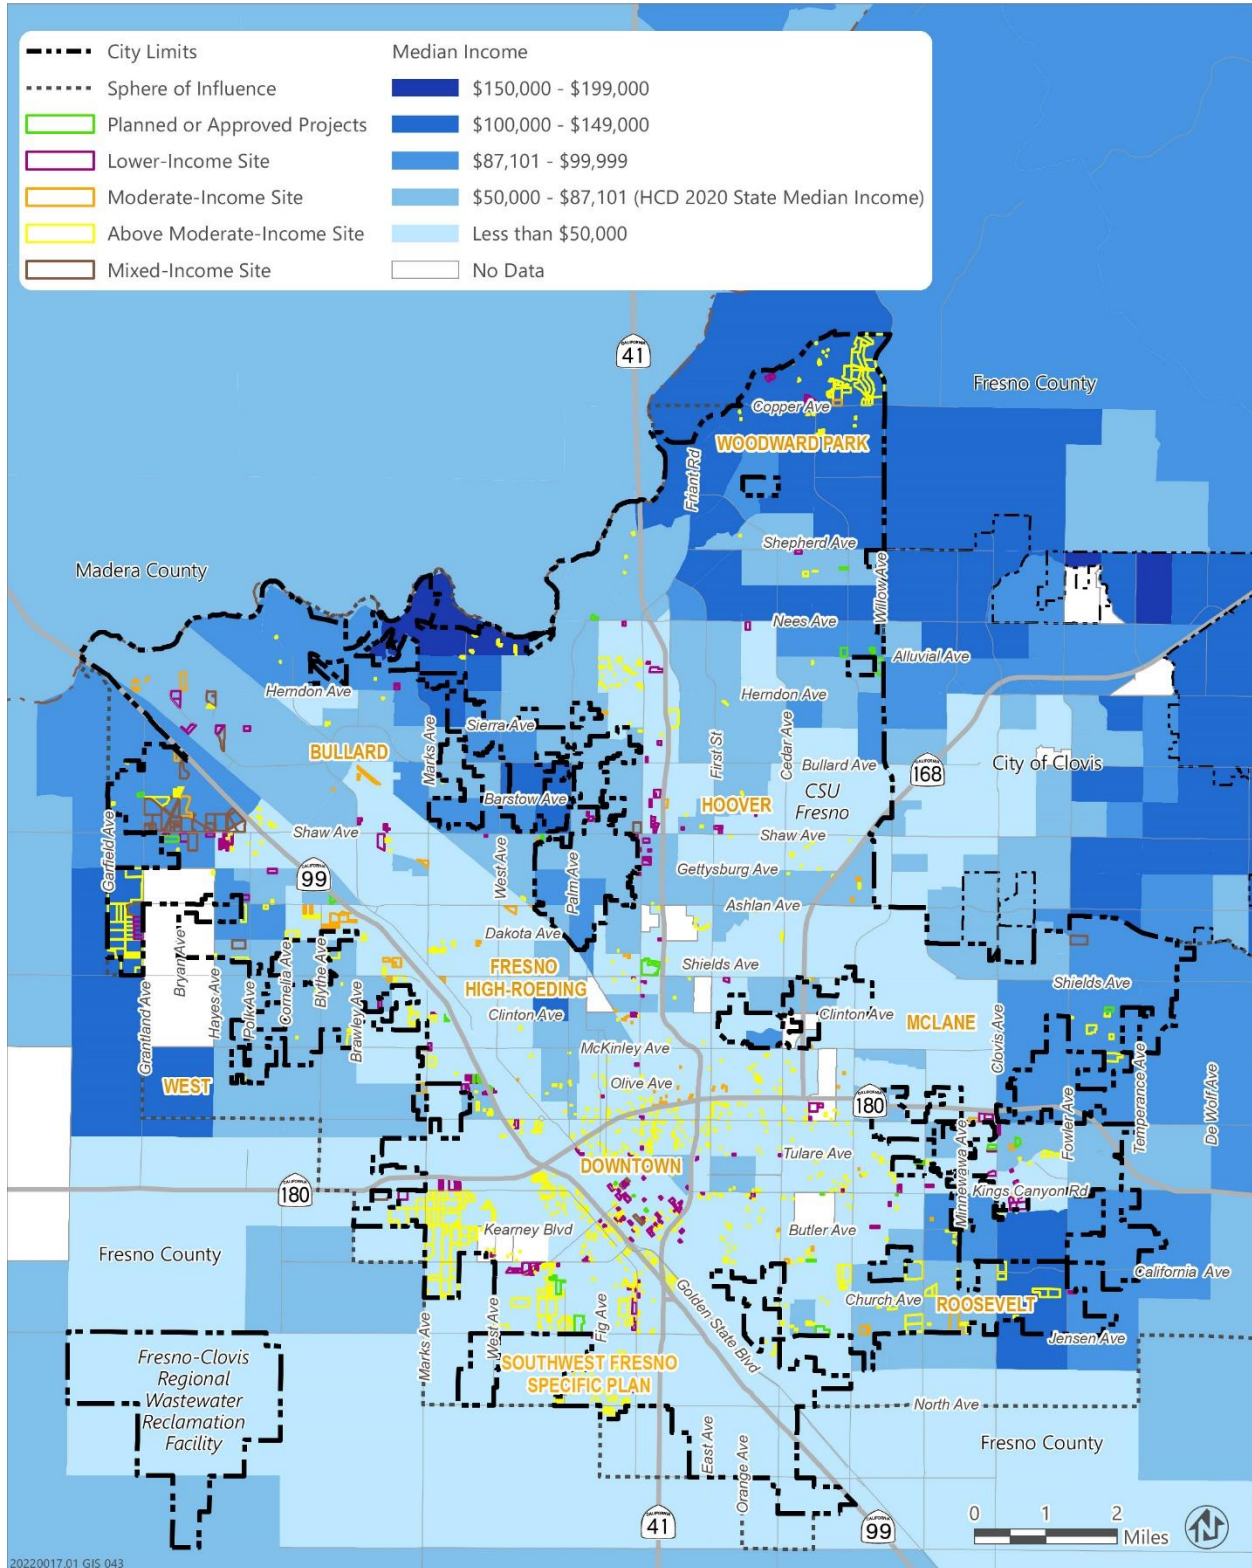 City Limits
Sphere of Influence
Planned or Approved Projects
Lower-Income Site
Moderate-Income Site
Above Moderate-Income Site
Mixed-Income Site
Median Income
$150,000 - $199,000
$100,000 - $149,000
$87,101 - $99,999
$50,000 - $87,101 (HCD 2020 State Median Income)
Less than $50,000
No Data
CALIFORNIA
41
Fresno County
Copper Ave
WOODWARD PARK
Friant Rd
Shepherd Ave
Willow Ave
Madera County
Nees Ave
Alluvial Ave
Herndon Ave
Herndon Ave
Marks Ave
Sierra Ave
BULLARD
First St
Cedar Ave
Bullard Ave
CALIFORNIA
168
City of Clovis
Barstow Ave
HOOVER
CSU
Fresno
Garfield Ave
Shaw Ave
Shaw Ave
CALIFORNIA
99
West Ave
Palm Ave
Gettysburg Ave
Ashlan Ave
Dakota Ave
Bryan Ave
Cornelia Ave
Blythe Ave
FRESNO
HIGH-ROEDING
Shields Ave
Shields Ave
Grantland Ave
Hayes Ave
Polk Ave
Brawley Ave
Clinton Ave
Clinton Ave
MCLANE
Clovis Ave
McKinley Ave
WEST
Olive Ave
CALIFORNIA
180
Minnewawa Ave
Fowler Ave
Temperance Ave
De Wolf Ave
DOWNTOWN
Tulare Ave
CALIFORNIA
180
Kings Canyon Rd
Fresno County
Kearney Blvd
Butler Ave
California Ave
Church Ave
ROOSEVELT
Marks Ave
West Ave
Fig Ave
Golden State Blvd
Jensen Ave
Fresno-Clovis
Regional
Wastewater
Reclamation
Facility
SOUTHWEST FRESNO
SPECIFIC PLAN
North Ave
East Ave
Orange Ave
Fresno County
CALIFORNIA
41
CALIFORNIA
99
0 1 2
Miles
N
20220017.01 GIS 043